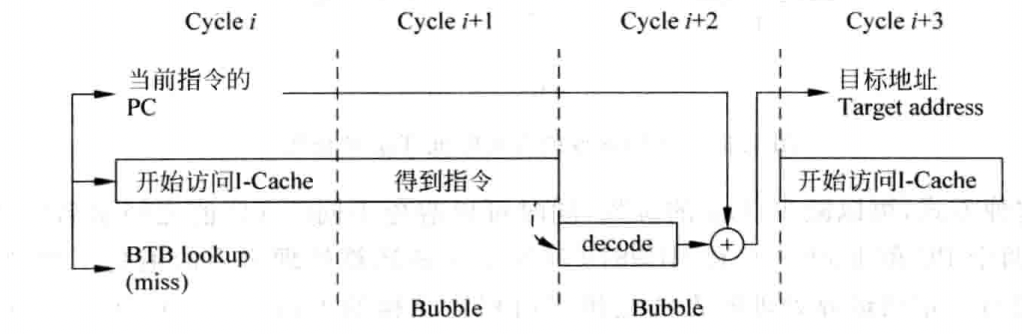 Cycle i Cycle i+1 Cycle i+2 Cycle i+3
当前指令的 目标地址
PC Target address
开始访问I-Cache 得到指令 开始访问I-Cache
decode +
BTB lookup
(miss)
Bubble Bubble